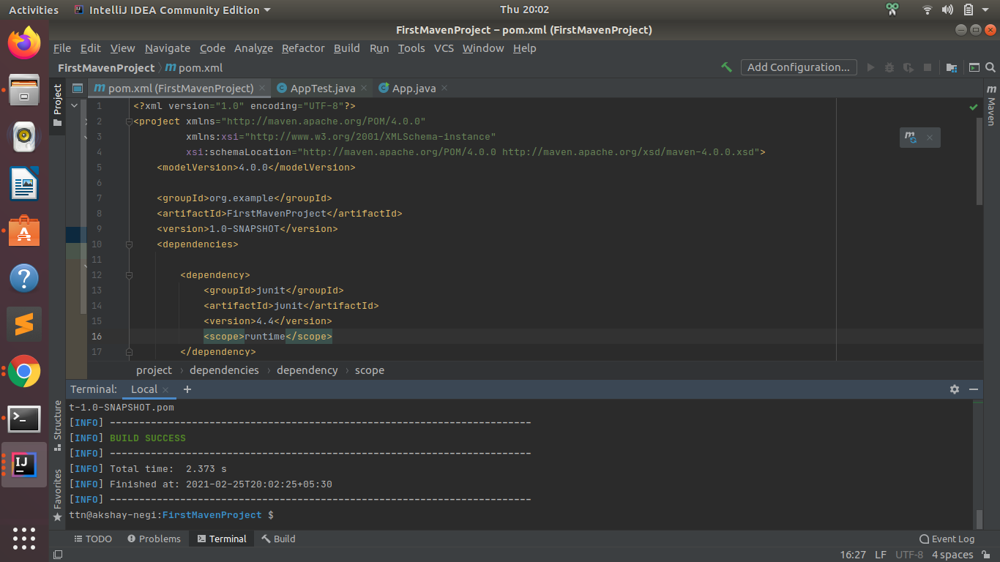 Activities IntelliJ IDEA Community Edition Thu 20:02
FirstMavenProject – pom.xml (FirstMavenProject)
File Edit View Navigate Code Analyze Refactor Build Run Tools VCS Window Help
FirstMavenProject pom.xml Add Configuration...
Project
pom.xml (FirstMavenProject) AppTest.java App.java
Maven
1 <?xml version="1.0" encoding="UTF-8"?>
2 <project xmlns="http://maven.apache.org/POM/4.0.0"
3 xmlns:xsi="http://www.w3.org/2001/XMLSchema-instance"
4 xsi:schemaLocation="http://maven.apache.org/POM/4.0.0 http://maven.apache.org/xsd/maven-4.0.0.xsd">
5 <modelVersion>4.0.0</modelVersion>
6
7 <groupId>org.example</groupId>
8 <artifactId>FirstMavenProject</artifactId>
9 <version>1.0-SNAPSHOT</version>
10 <dependencies>
11
12 <dependency>
13 <groupId>junit</groupId>
14 <artifactId>junit</artifactId>
15 <version>4.4</version>
16 <scope>runtime</scope>
17 </dependency>
project › dependencies › dependency › scope
Terminal: Local × +
Structure
Favorites
t-1.0-SNAPSHOT.pom
[INFO] ------------------------------------------------------------------------
[INFO] BUILD SUCCESS
[INFO] ------------------------------------------------------------------------
[INFO] Total time:  2.373 s
[INFO] Finished at: 2021-02-25T20:02:25+05:30
[INFO] ------------------------------------------------------------------------
ttn@akshay-negi:FirstMavenProject $
TODO Problems Terminal Build Event Log
16:27 LF UTF-8 4 spaces